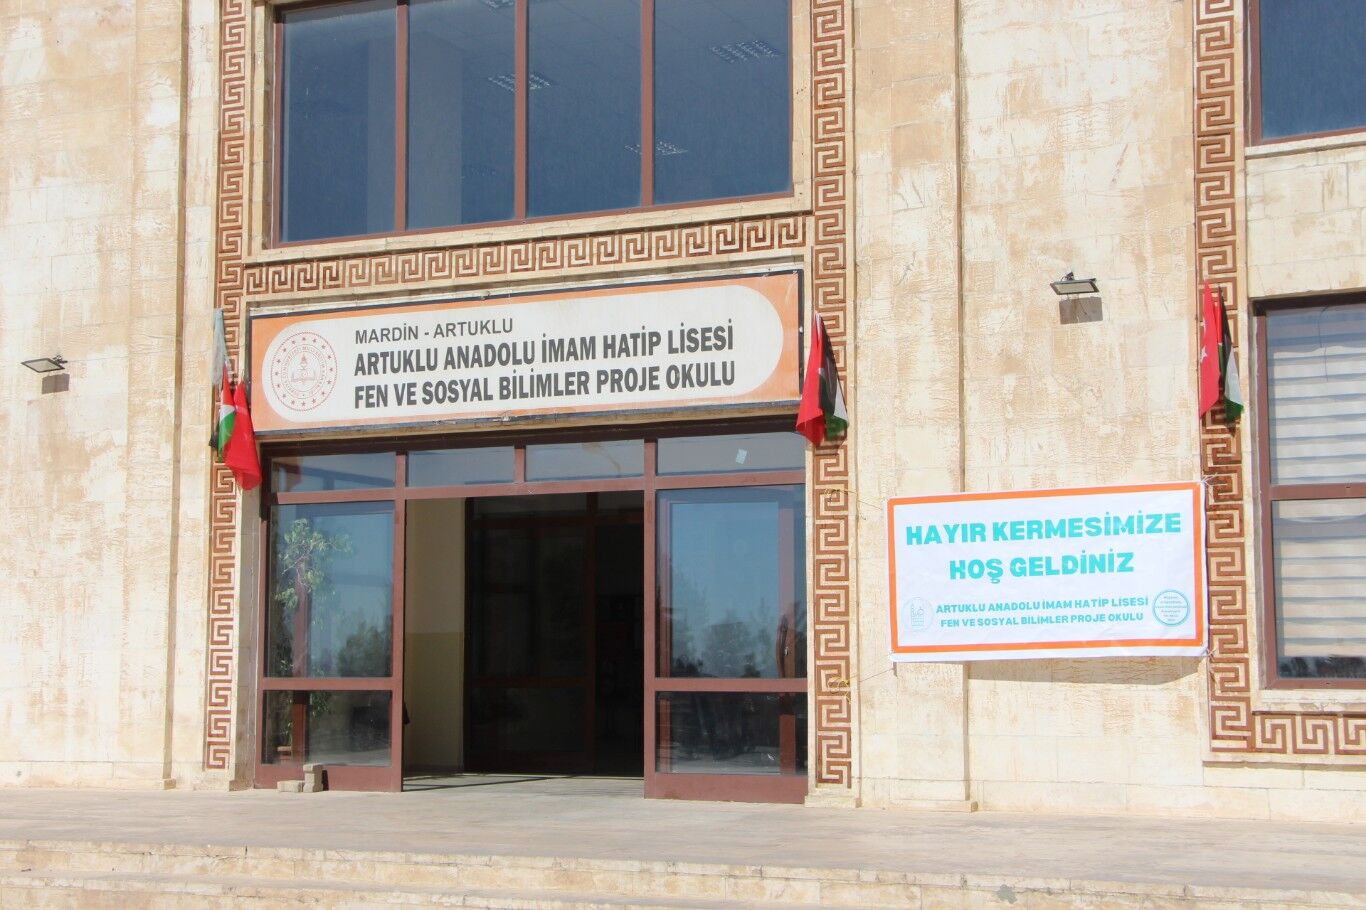 MARDİN - ARTUKLU
ARTUKLU ANADOLU İMAM HATİP LİSESİ
FEN VE SOSYAL BİLİMLER PROJE OKULU
HAYIR KERMESİMİZE
HOŞ GELDİNİZ
ARTUKLU ANADOLU İMAM HATİP LİSESİ
FEN VE SOSYAL BİLİMLER PROJE OKULU